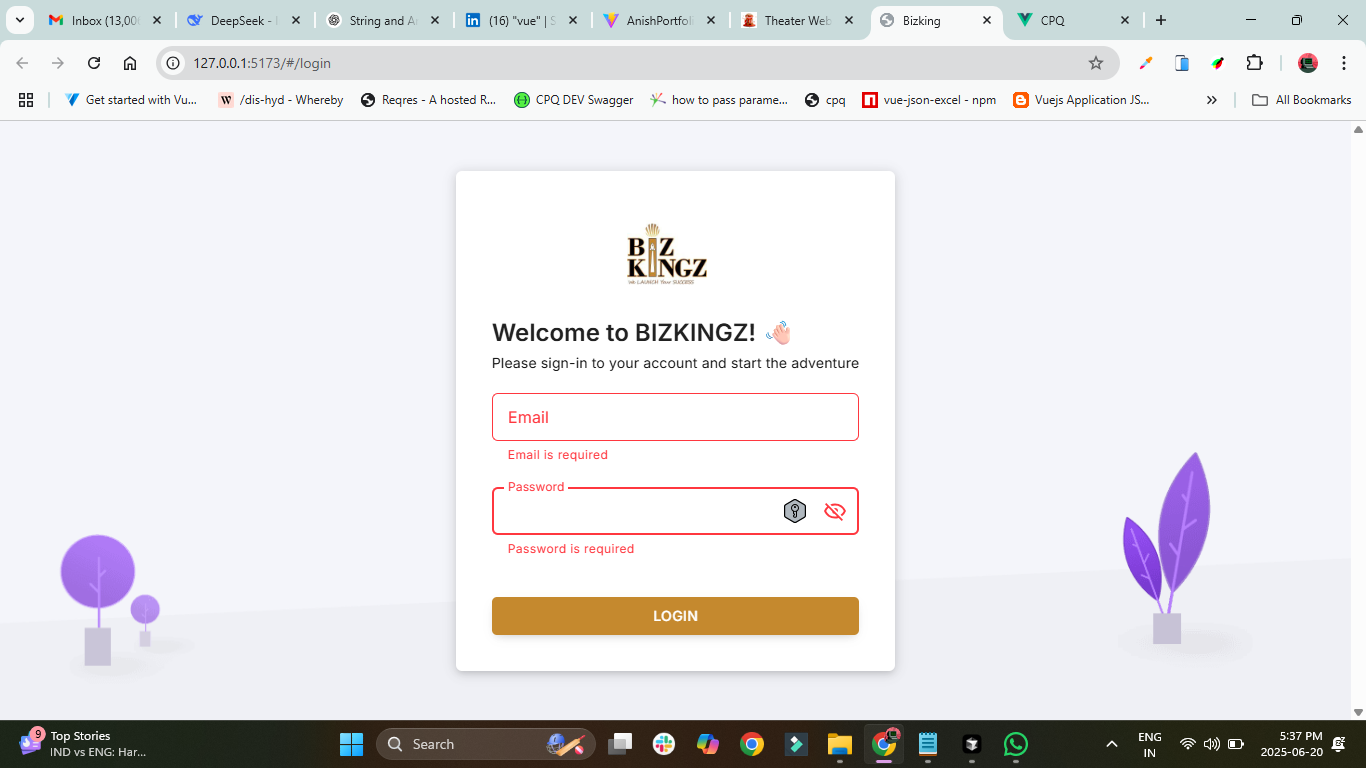 Inbox (13,00
DeepSeek -
String and A
(16) "vue" | S
AnishPortfoli
Theater Web
Bizking
CPQ
127.0.0.1:5173/#/login
Get started with Vu...
/dis-hyd - Whereby
Reqres - A hosted R...
CPQ DEV Swagger
how to pass parame...
cpq
vue-json-excel - npm
Vuejs Application JS...
All Bookmarks
BIZ
KINGZ
We LAUNCH Your SUCCESS
Welcome to BIZKINGZ!
Please sign-in to your account and start the adventure
Email
Email is required
Password
Password is required
LOGIN
9
Top Stories
IND vs ENG: Har...
Search
ENG
IN
5:37 PM
2025-06-20